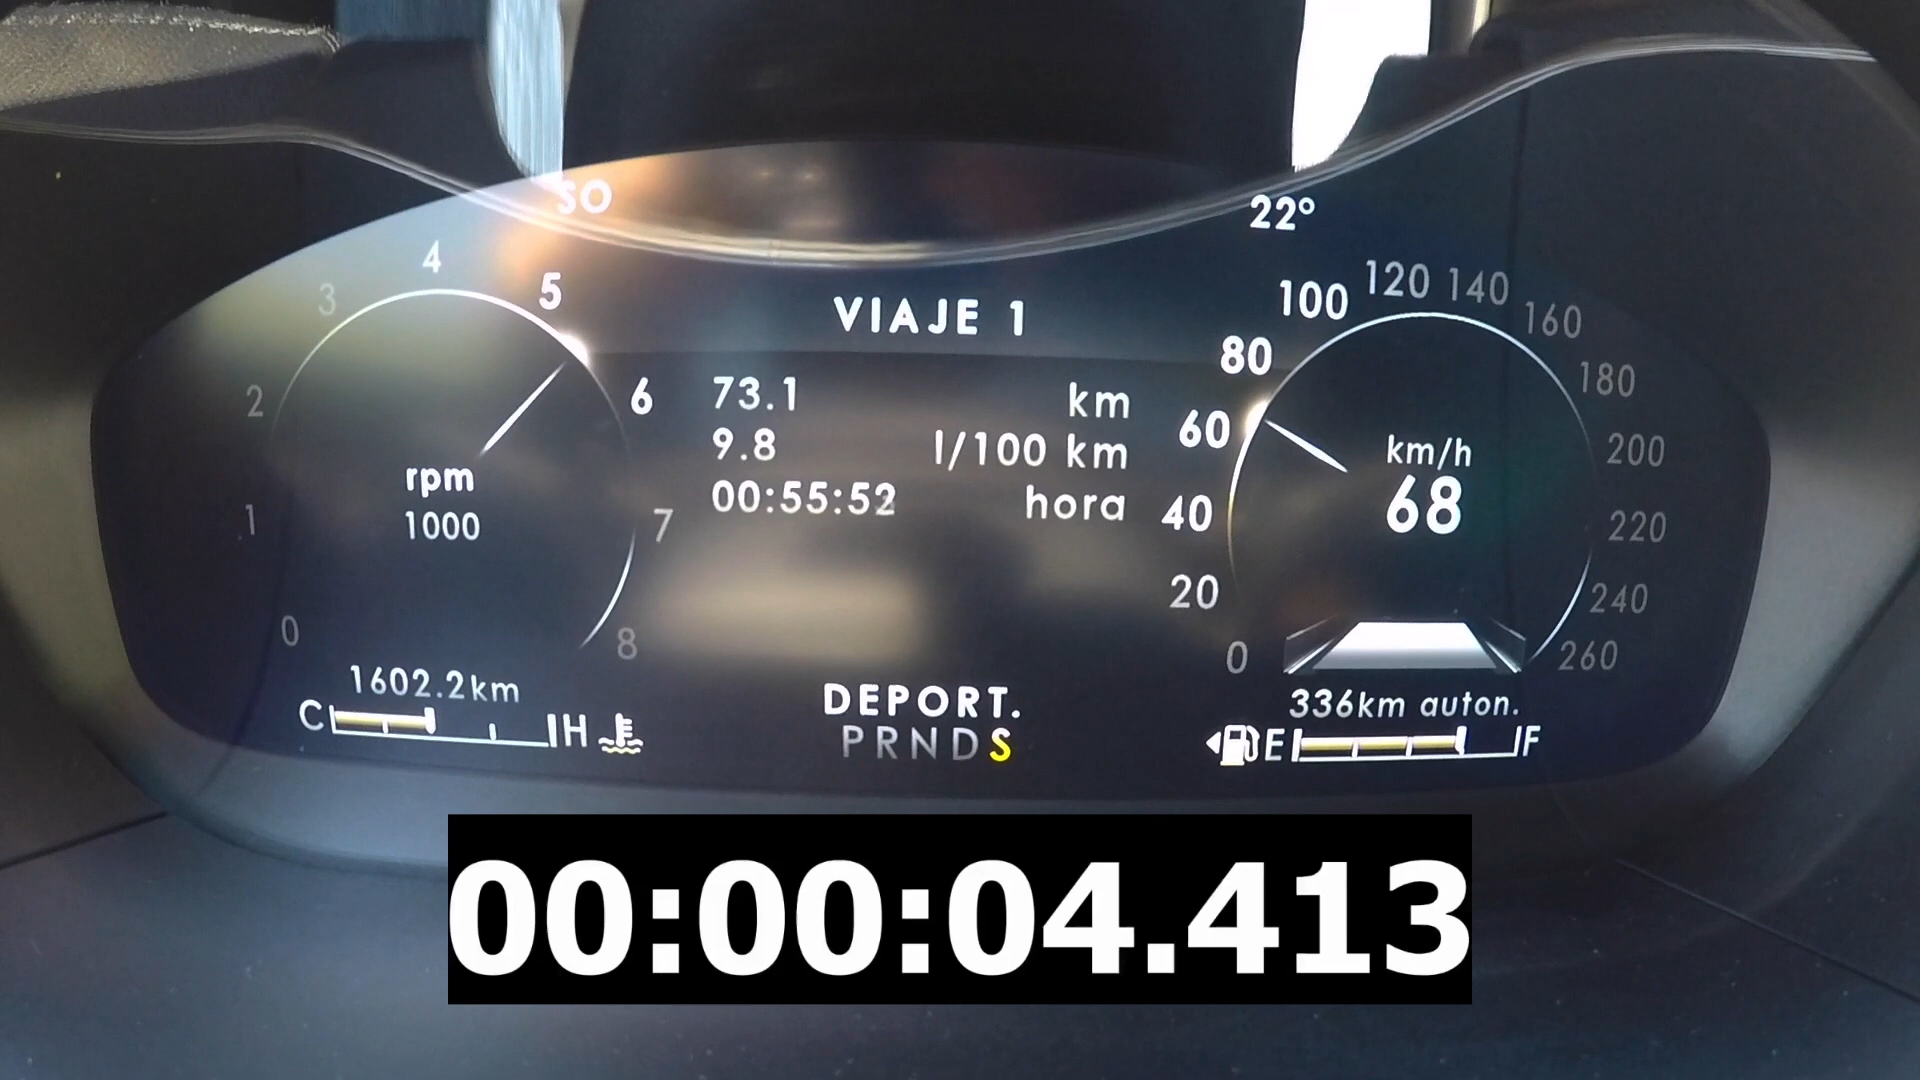 SO
22°
VIAJE 1
73.1 km
9.8 l/100 km
00:55:52 hora
0
1
2
3
4
5
6
7
8
rpm
1000
0
20
40
60
80
100
120
140
160
180
200
220
240
260
km/h
68
1602.2km
C H
DEPORT.
PRNDS
336km auton.
E F
00:00:04.413